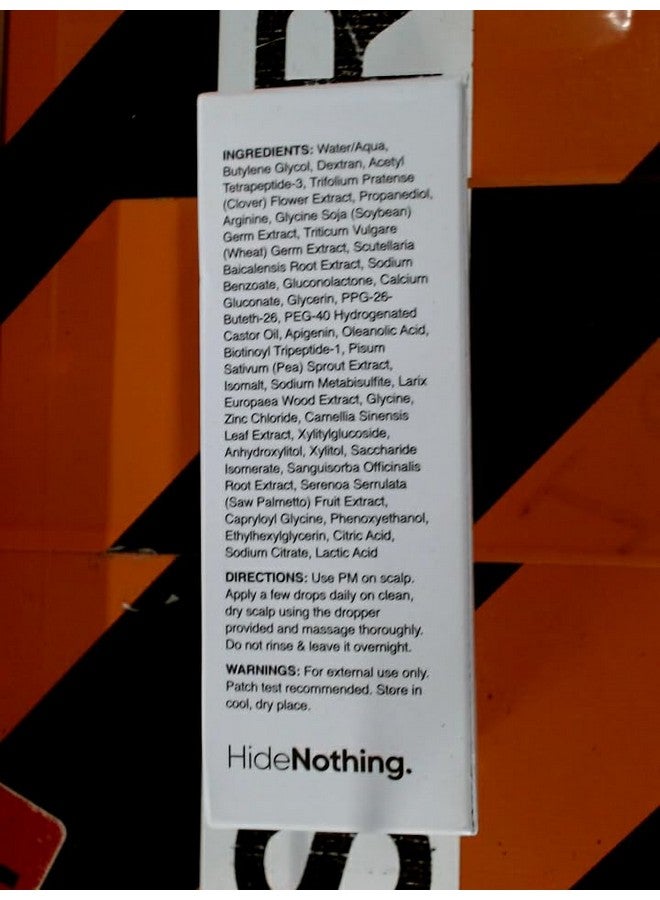 INGREDIENTS: Water/Aqua,
Butylene Glycol, Dextran, Acetyl
Tetrapeptide-3, Trifolium Pratense
(Clover) Flower Extract, Propanediol,
Arginine, Glycine Soja (Soybean)
Germ Extract, Triticum Vulgare
(Wheat) Germ Extract, Scutellaria
Baicalensis Root Extract, Sodium
Benzoate, Gluconolactone, Calcium
Gluconate, Glycerin, PPG-26-
Buteth-26, PEG-40 Hydrogenated
Castor Oil, Apigenin, Oleanolic Acid,
Biotinoyl Tripeptide-1, Pisum
Sativum (Pea) Sprout Extract,
Isomalt, Sodium Metabisulfite, Larix
Europaea Wood Extract, Glycine,
Zinc Chloride, Camellia Sinensis
Leaf Extract, Xylitylglucoside,
Anhydroxylitol, Xylitol, Saccharide
Isomerate, Sanguisorba Officinalis
Root Extract, Serenoa Serrulata
(Saw Palmetto) Fruit Extract,
Capryloyl Glycine, Phenoxyethanol,
Ethylhexylglycerin, Citric Acid,
Sodium Citrate, Lactic Acid
DIRECTIONS: Use PM on scalp.
Apply a few drops daily on clean,
dry scalp using the dropper
provided and massage thoroughly.
Do not rinse & leave it overnight.
WARNINGS: For external use only.
Patch test recommended. Store in
cool, dry place.
HideNothing.